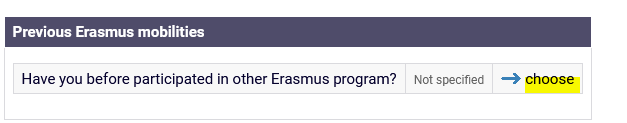 Previous Erasmus mobilities
Have you before participated in other Erasmus program? Not specified choose